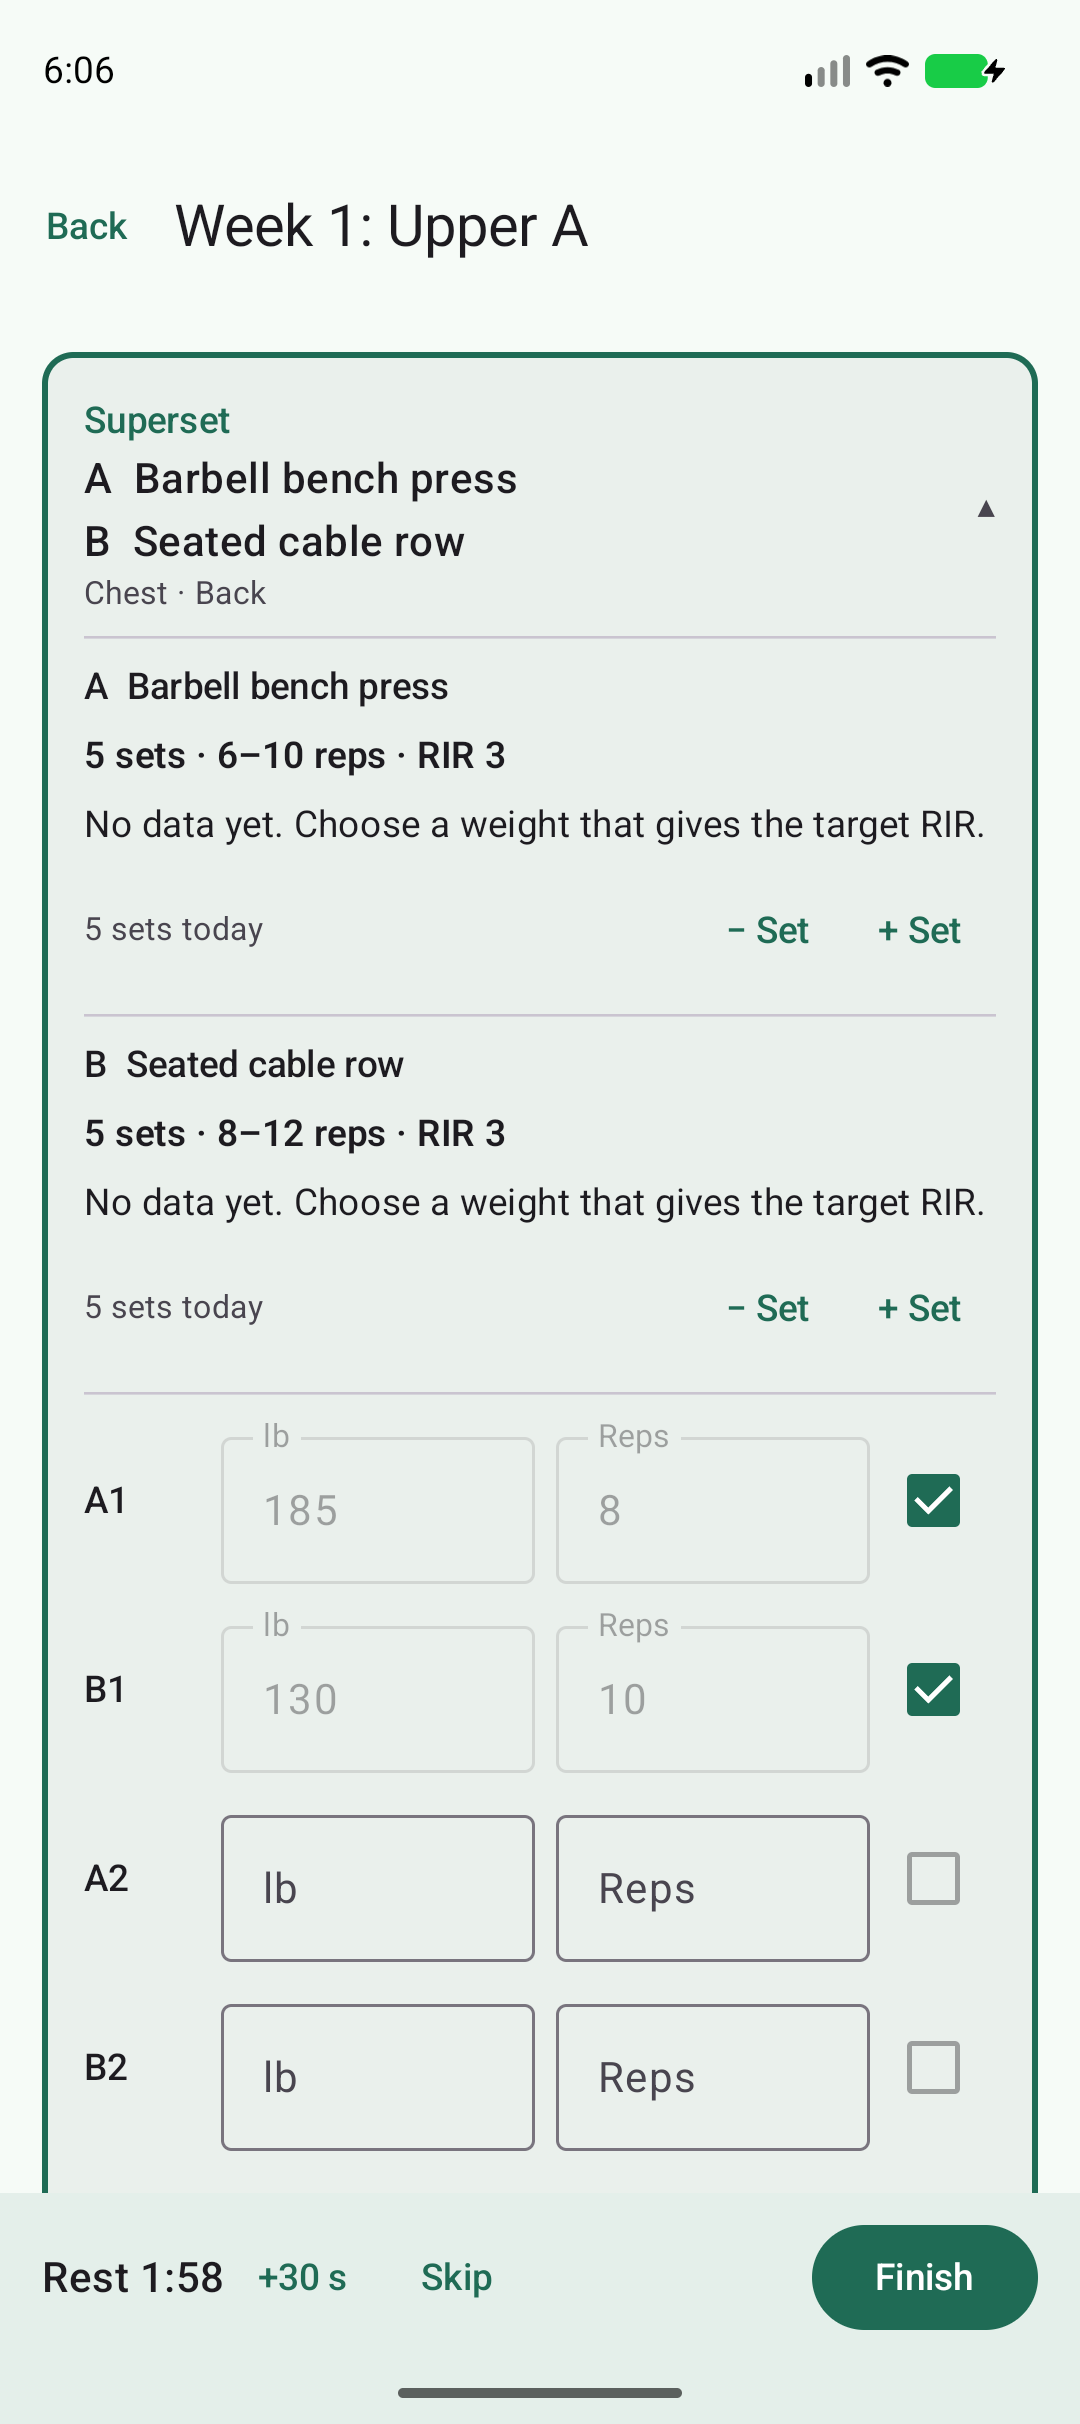 6:06
Back
Week 1: Upper A
Superset
A Barbell bench press
B Seated cable row
Chest · Back
A Barbell bench press
5 sets · 6–10 reps · RIR 3
No data yet. Choose a weight that gives the target RIR.
5 sets today
− Set
+ Set
B Seated cable row
5 sets · 8–12 reps · RIR 3
No data yet. Choose a weight that gives the target RIR.
5 sets today
− Set
+ Set
lb
Reps
A1
185
8
lb
Reps
B1
130
10
A2
lb
Reps
B2
lb
Reps
Rest 1:58
+30 s
Skip
Finish